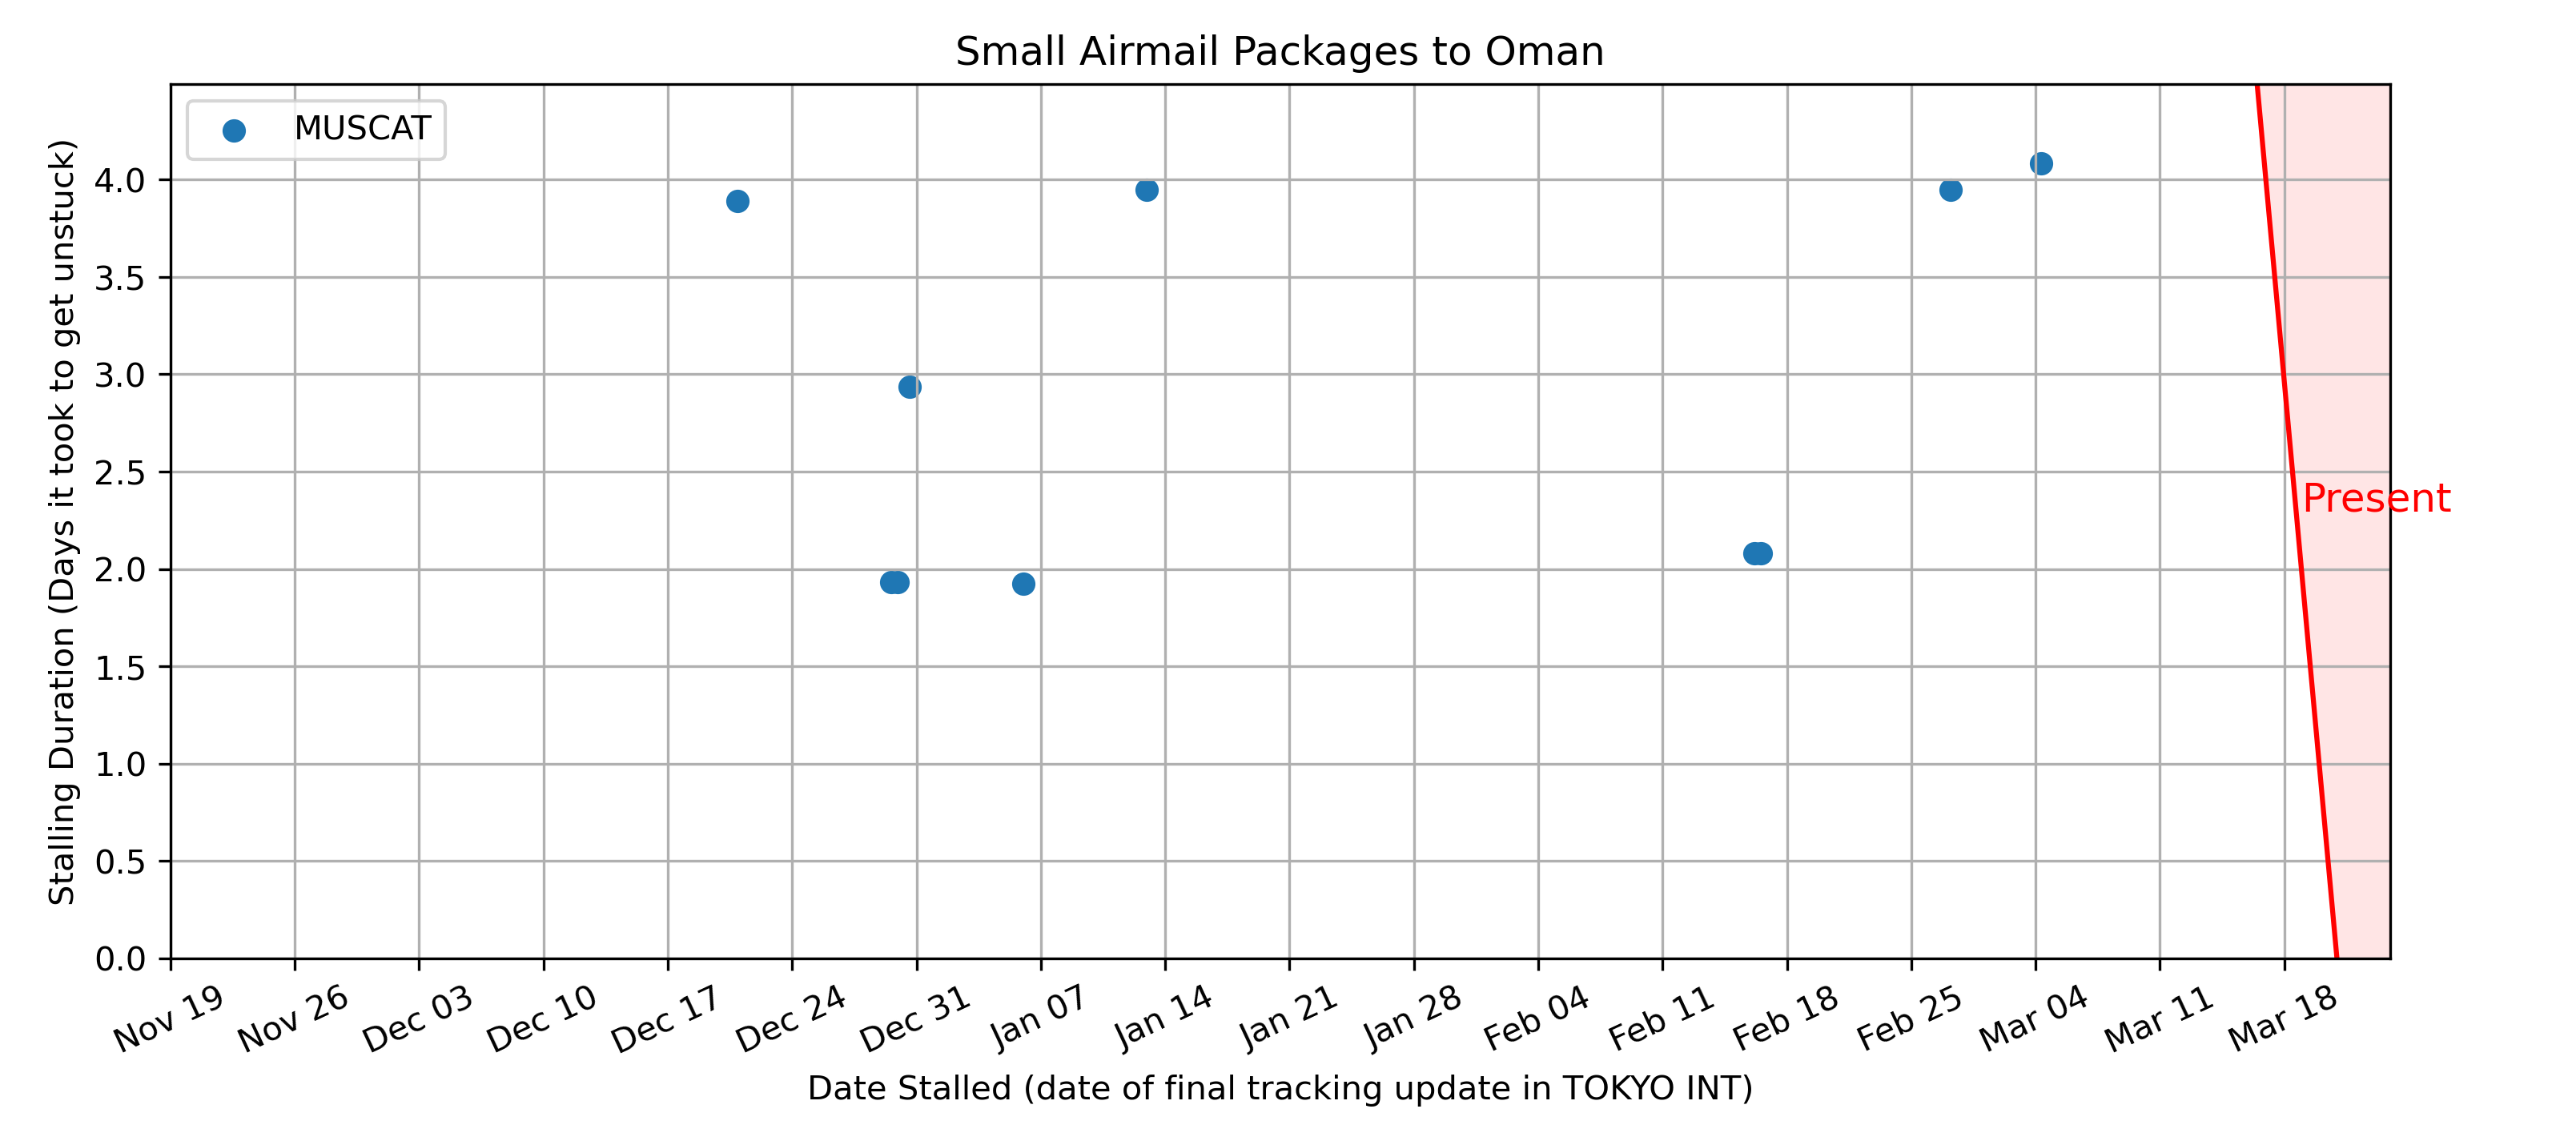 Small Airmail Packages to Oman
MUSCAT
Stalling Duration (Days it took to get unstuck)
4.0
3.5
3.0
2.5
2.0
1.5
1.0
0.5
0.0
Present
Nov 19
Nov 26
Dec 03
Dec 10
Dec 17
Dec 24
Dec 31
Jan 07
Jan 14
Jan 21
Jan 28
Feb 04
Feb 11
Feb 18
Feb 25
Mar 04
Mar 11
Mar 18
Date Stalled (date of final tracking update in TOKYO INT)